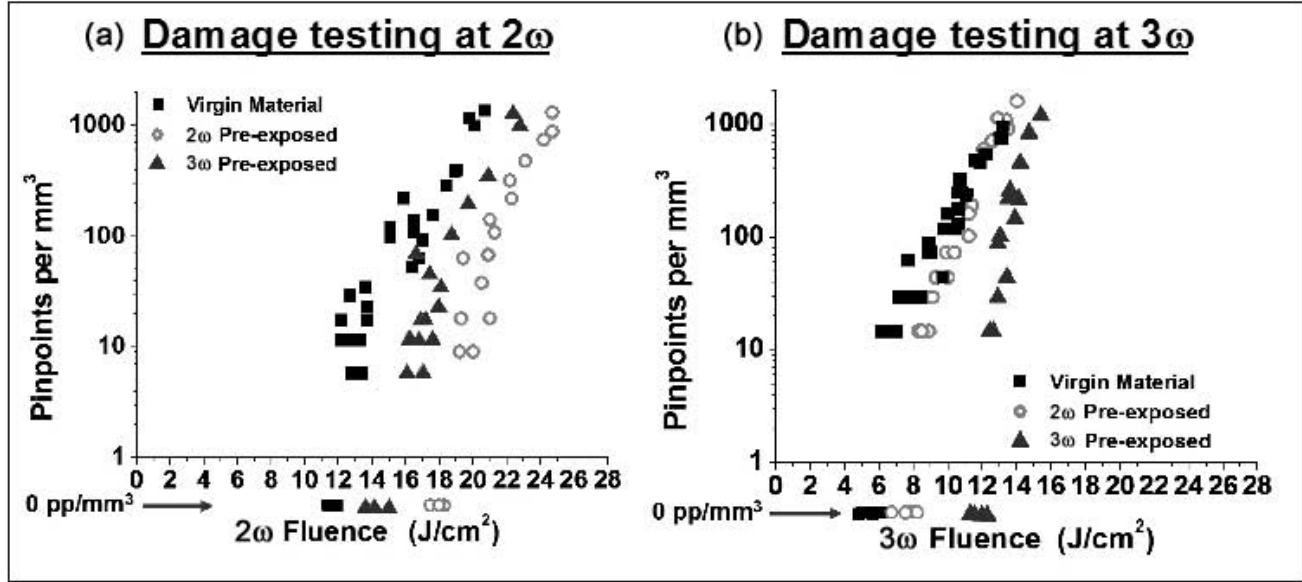 (a) Damage testing at 2ω
Virgin Material
2ω Pre-exposed
3ω Pre-exposed
Pinpoints per mm³
1000
100
10
1
0 2 4 6 8 10 12 14 16 18 20 22 24 26 28
0 pp/mm³
2ω Fluence (J/cm²)
(b) Damage testing at 3ω
Pinpoints per mm³
1000
100
10
1
Virgin Material
2ω Pre-exposed
3ω Pre-exposed
0 2 4 6 8 10 12 14 16 18 20 22 24 26 28
0 pp/mm³
3ω Fluence (J/cm²)